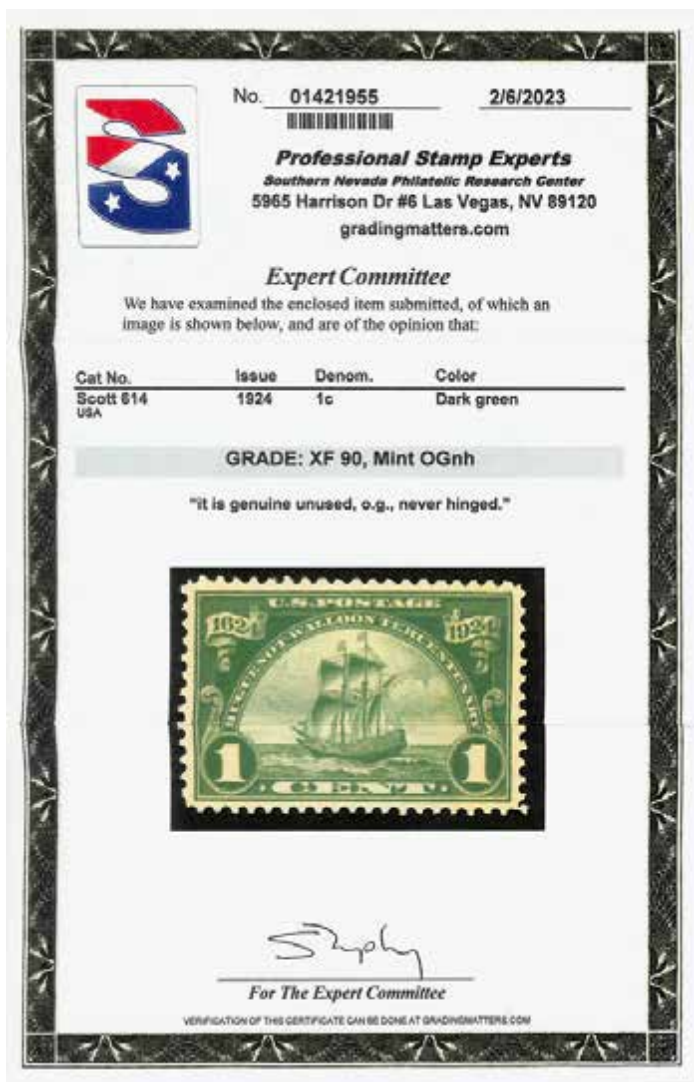 No. 01421955 2/6/2023
Professional Stamp Experts
Southern Nevada Philatelic Research Center
5965 Harrison Dr #6 Las Vegas, NV 89120
gradingmatters.com
Expert Committee
We have examined the enclosed item submitted, of which an
image is shown below, and are of the opinion that:
Cat No. Issue Denom. Color
Scott 614 1924 1c Dark green
USA
GRADE: XF 90, Mint OGnh
"it is genuine unused, o.g., never hinged."
U.S. POSTAGE
1624 1924
HUGUENOT-WALLOON TERCENTENARY
1 CENT 1
For The Expert Committee
VERIFICATION OF THIS CERTIFICATE CAN BE DONE AT GRADINGMATTERS.COM